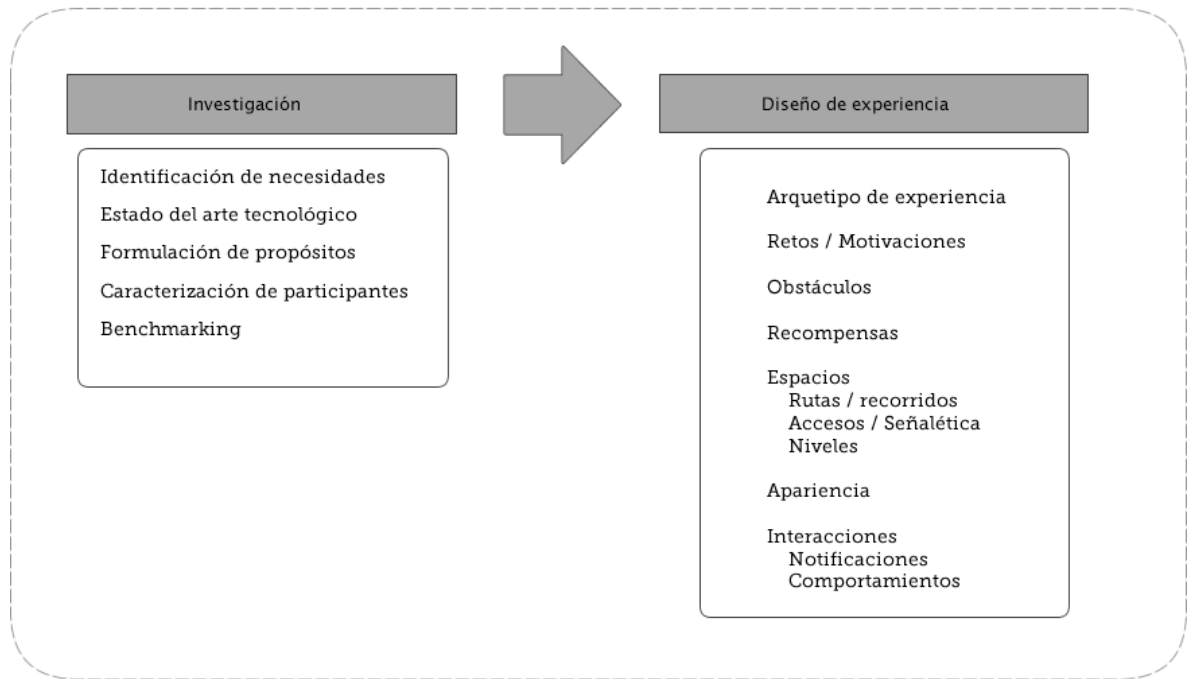 Investigación
Identificación de necesidades
Estado del arte tecnológico
Formulación de propósitos
Caracterización de participantes
Benchmarking
Diseño de experiencia
Arquetipo de experiencia
Retos / Motivaciones
Obstáculos
Recompensas
Espacios
Rutas / recorridos
Accesos / Señalética
Niveles
Apariencia
Interacciones
Notificaciones
Comportamientos